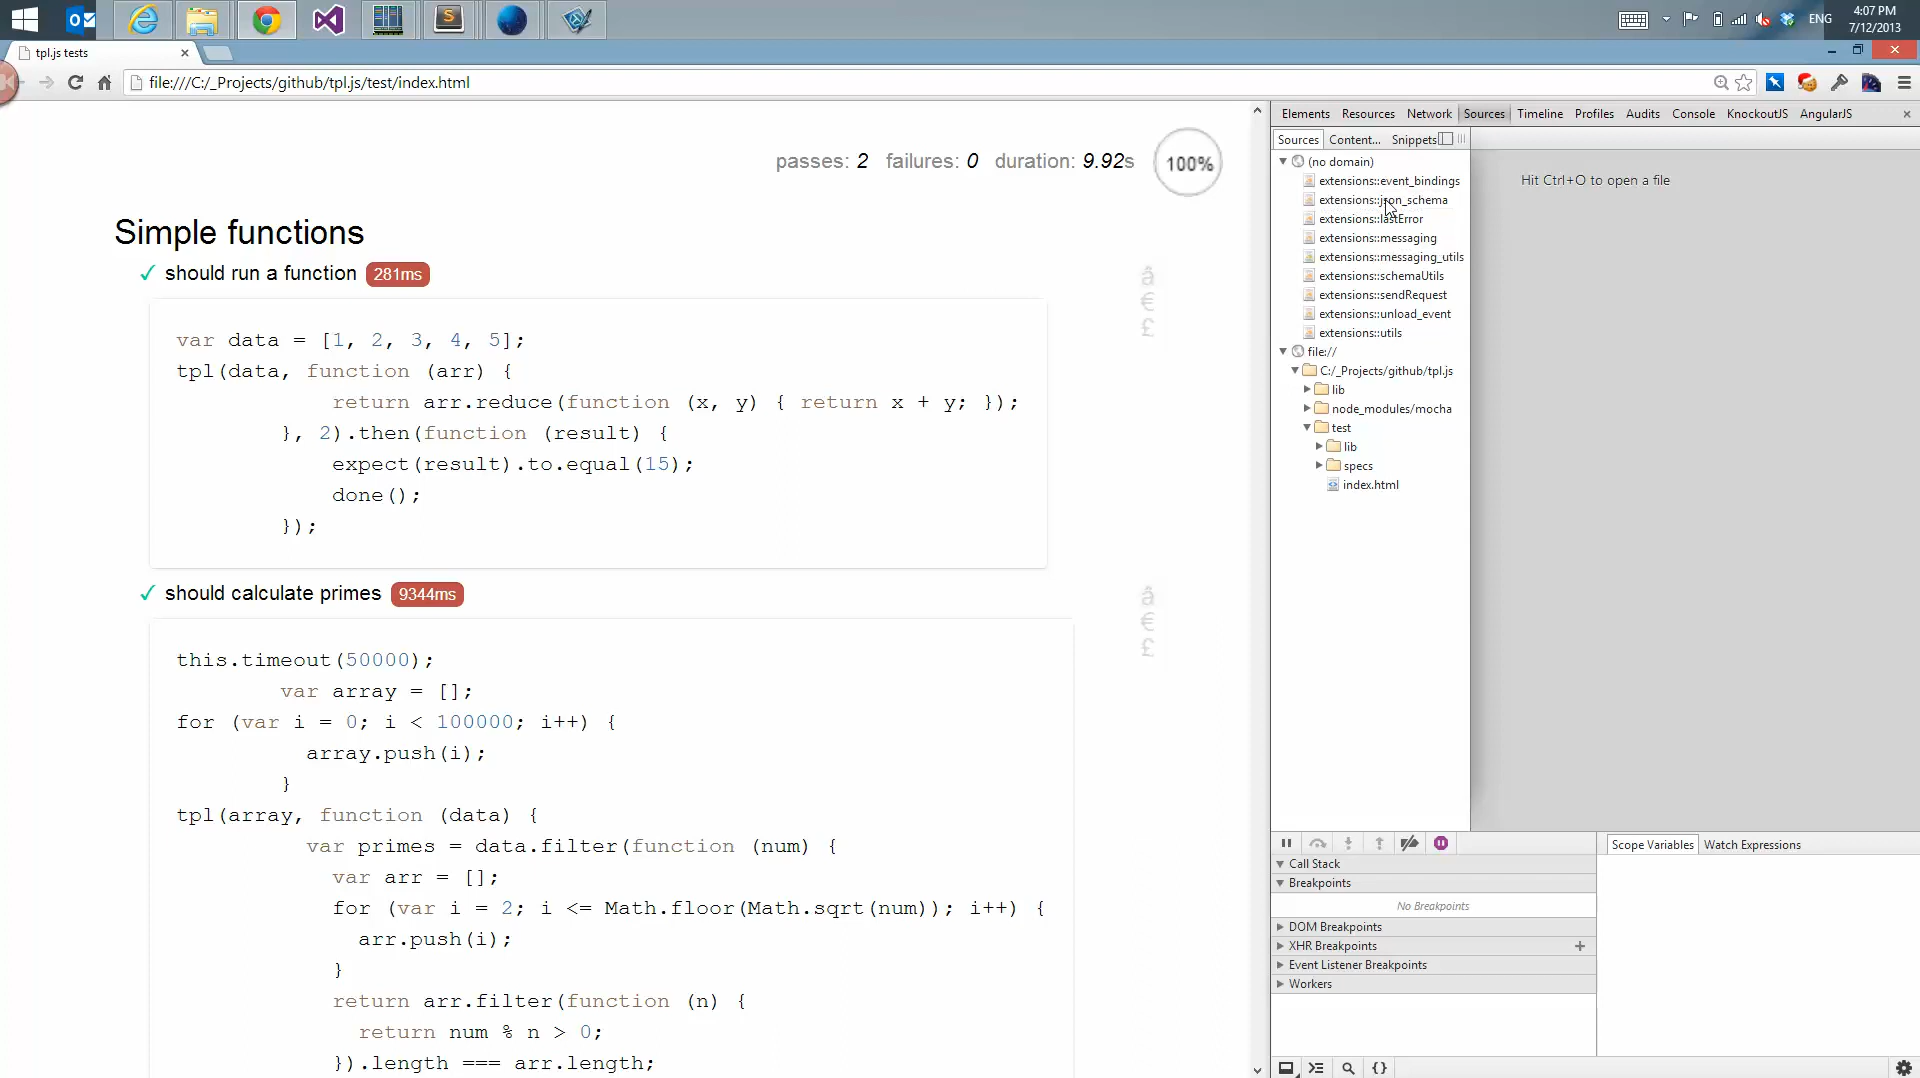 ENG
4:07 PM
7/12/2013
tpl.js tests
file:///C:/_Projects/github/tpl.js/test/index.html
Elements Resources Network Sources Timeline Profiles Audits Console KnockoutJS AngularJS
Sources Content... Snippets
passes: 2 failures: 0 duration: 9.92s 100%
Simple functions
✓ should run a function 281ms
â
€
£
var data = [1, 2, 3, 4, 5];
tpl(data, function (arr) {
return arr.reduce(function (x, y) { return x + y; });
}, 2).then(function (result) {
expect(result).to.equal(15);
done();
});
✓ should calculate primes 9344ms
â
€
£
this.timeout(50000);
var array = [];
for (var i = 0; i < 100000; i++) {
array.push(i);
}
tpl(array, function (data) {
var primes = data.filter(function (num) {
var arr = [];
for (var i = 2; i <= Math.floor(Math.sqrt(num)); i++) {
arr.push(i);
}
return arr.filter(function (n) {
return num % n > 0;
}).length === arr.length;
(no domain)
extensions::event_bindings
extensions::json_schema
extensions::lastError
extensions::messaging
extensions::messaging_utils
extensions::schemaUtils
extensions::sendRequest
extensions::unload_event
extensions::utils
file://
C:/_Projects/github/tpl.js
lib
node_modules/mocha
test
lib
specs
index.html
Hit Ctrl+O to open a file
Call Stack
Breakpoints
No Breakpoints
DOM Breakpoints
XHR Breakpoints
Event Listener Breakpoints
Workers
Scope Variables Watch Expressions